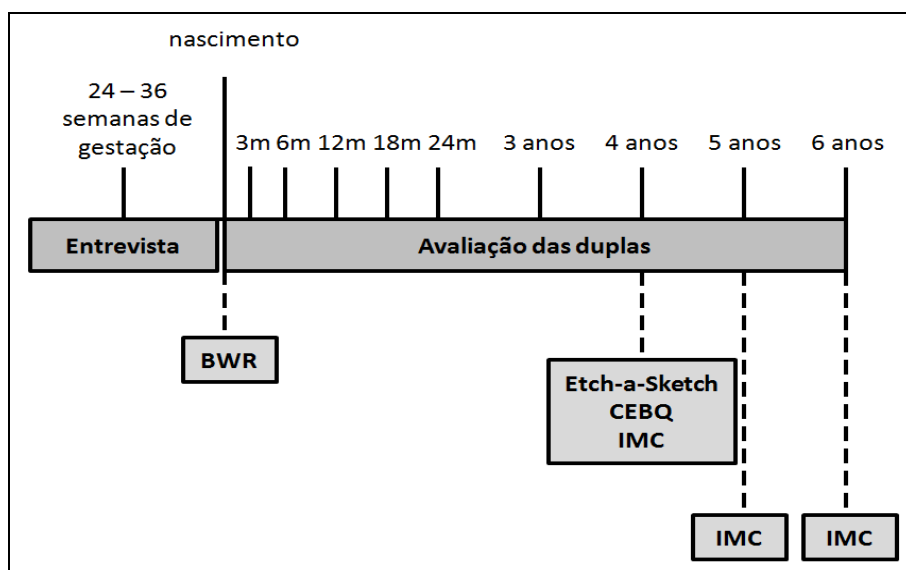 nascimento
24 – 36
semanas de
gestação
3m 6m 12m 18m 24m 3 anos 4 anos 5 anos 6 anos
Entrevista
Avaliação das duplas
BWR
Etch-a-Sketch
CEBQ
IMC
IMC
IMC